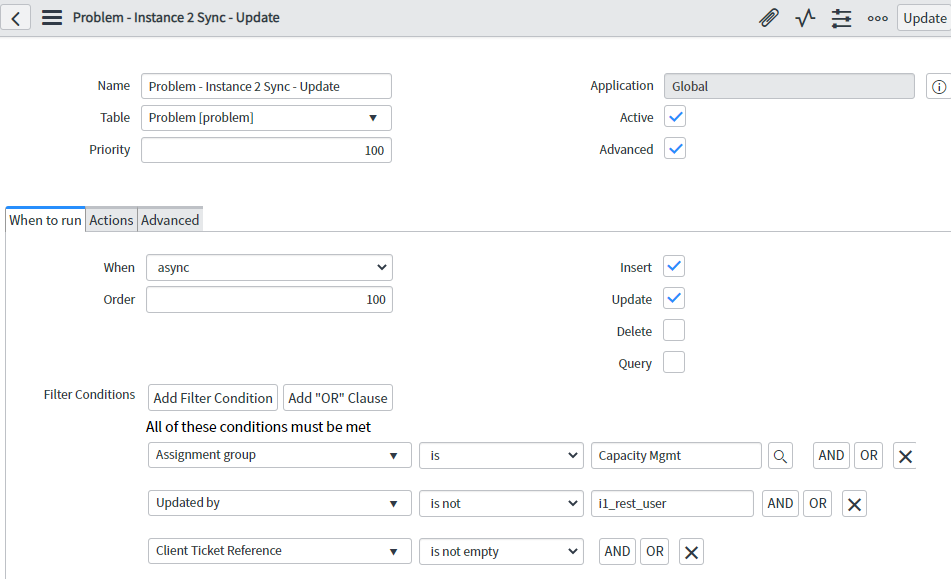 Problem - Instance 2 Sync - Update Update
Name Problem - Instance 2 Sync - Update Application Global
Table Problem [problem] Active
Priority 100 Advanced
When to run Actions Advanced
When async Insert
Order 100 Update
Delete
Query
Filter Conditions Add Filter Condition Add "OR" Clause
All of these conditions must be met
Assignment group is Capacity Mgmt AND OR
Updated by is not i1_rest_user AND OR
Client Ticket Reference is not empty AND OR